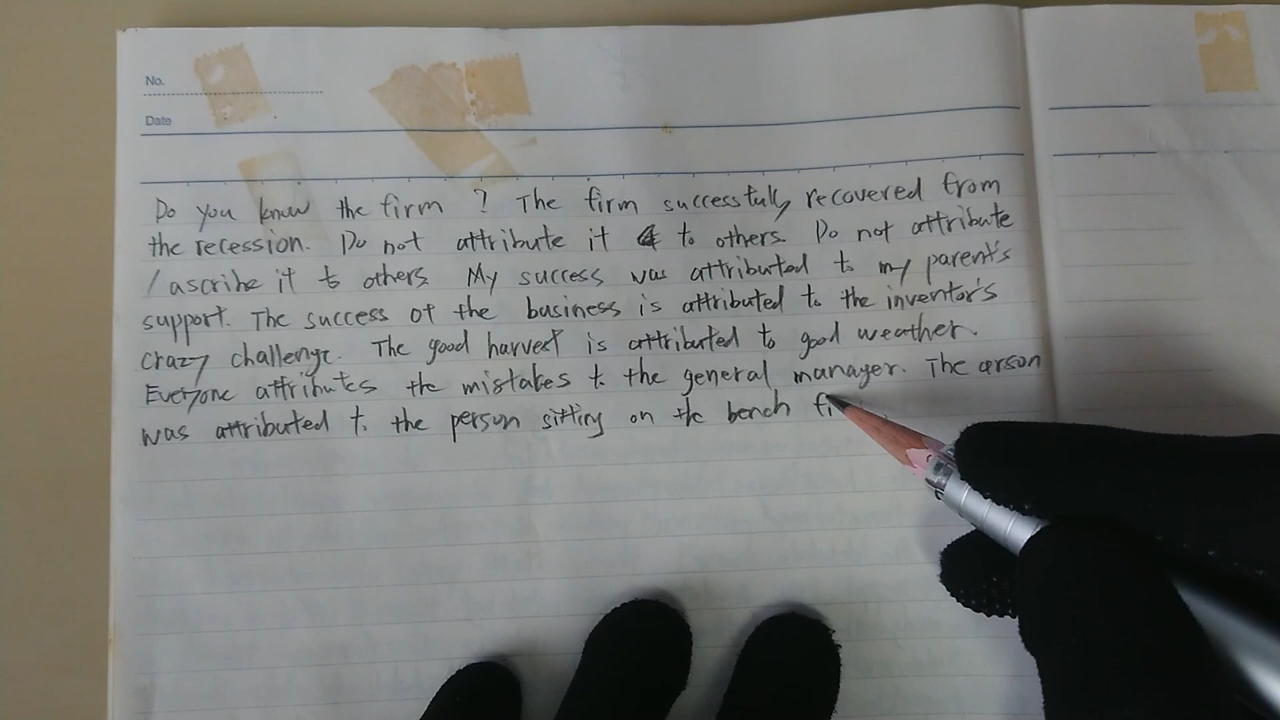 No.
Date
Do you know the firm ? The firm successfully recovered from
the recession. Do not attribute it to others. Do not attribute
/ ascribe it to others. My success was attributed to my parent's
support. The success of the business is attributed to the inventor's
crazy challenge. The good harvest is attributed to good weather.
Everyone attributes the mistakes to the general manager. The arson
was attributed to the person sitting on the bench